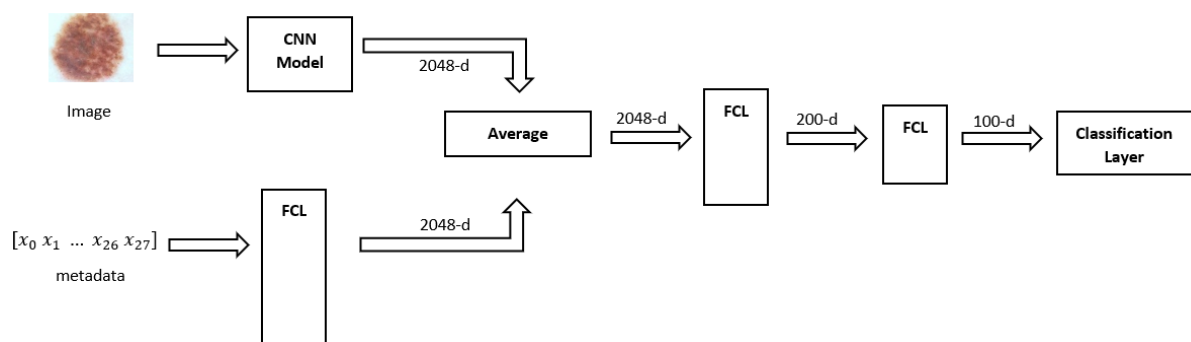 Image
CNN
Model
2048-d
Average
2048-d
FCL
200-d
FCL
100-d
Classification
Layer
[x₀ x₁ … x₂₆ x₂₇]
metadata
FCL
2048-d